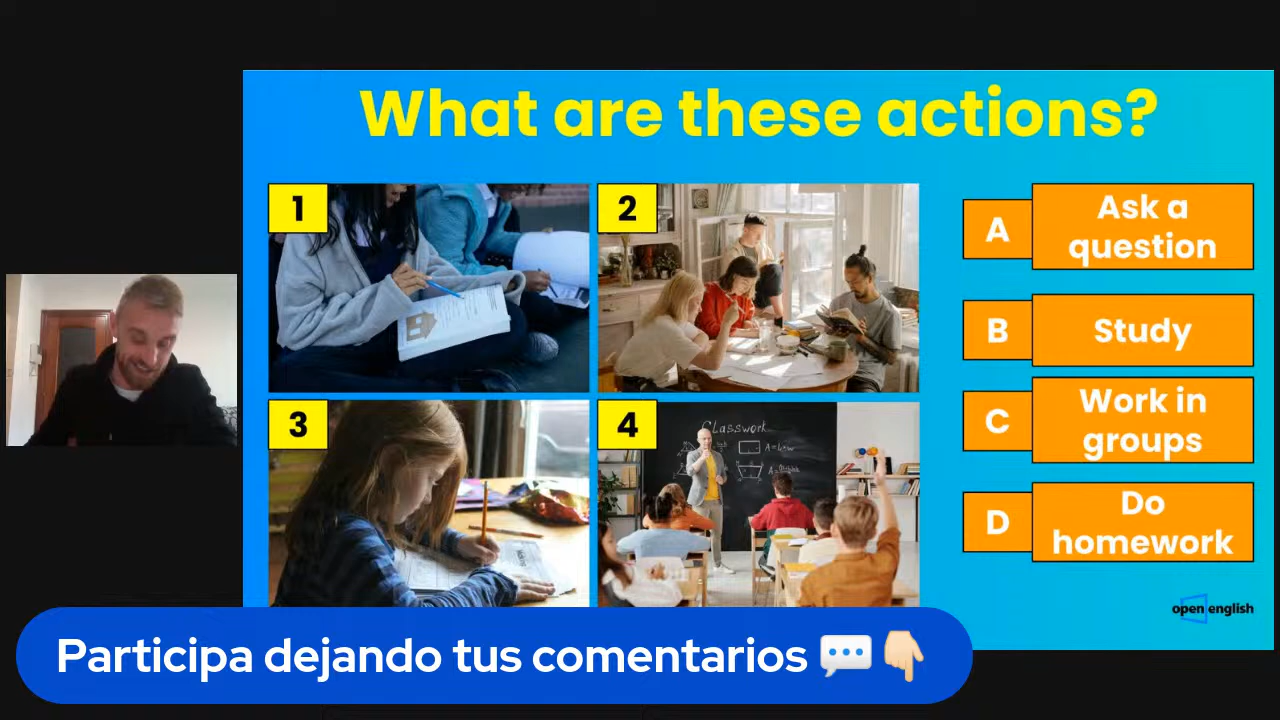 What are these actions?
1
2
3
4
Classwork
A
Ask a
question
B
Study
C
Work in
groups
D
Do
homework
open english
Participa dejando tus comentarios 💬👇🏻